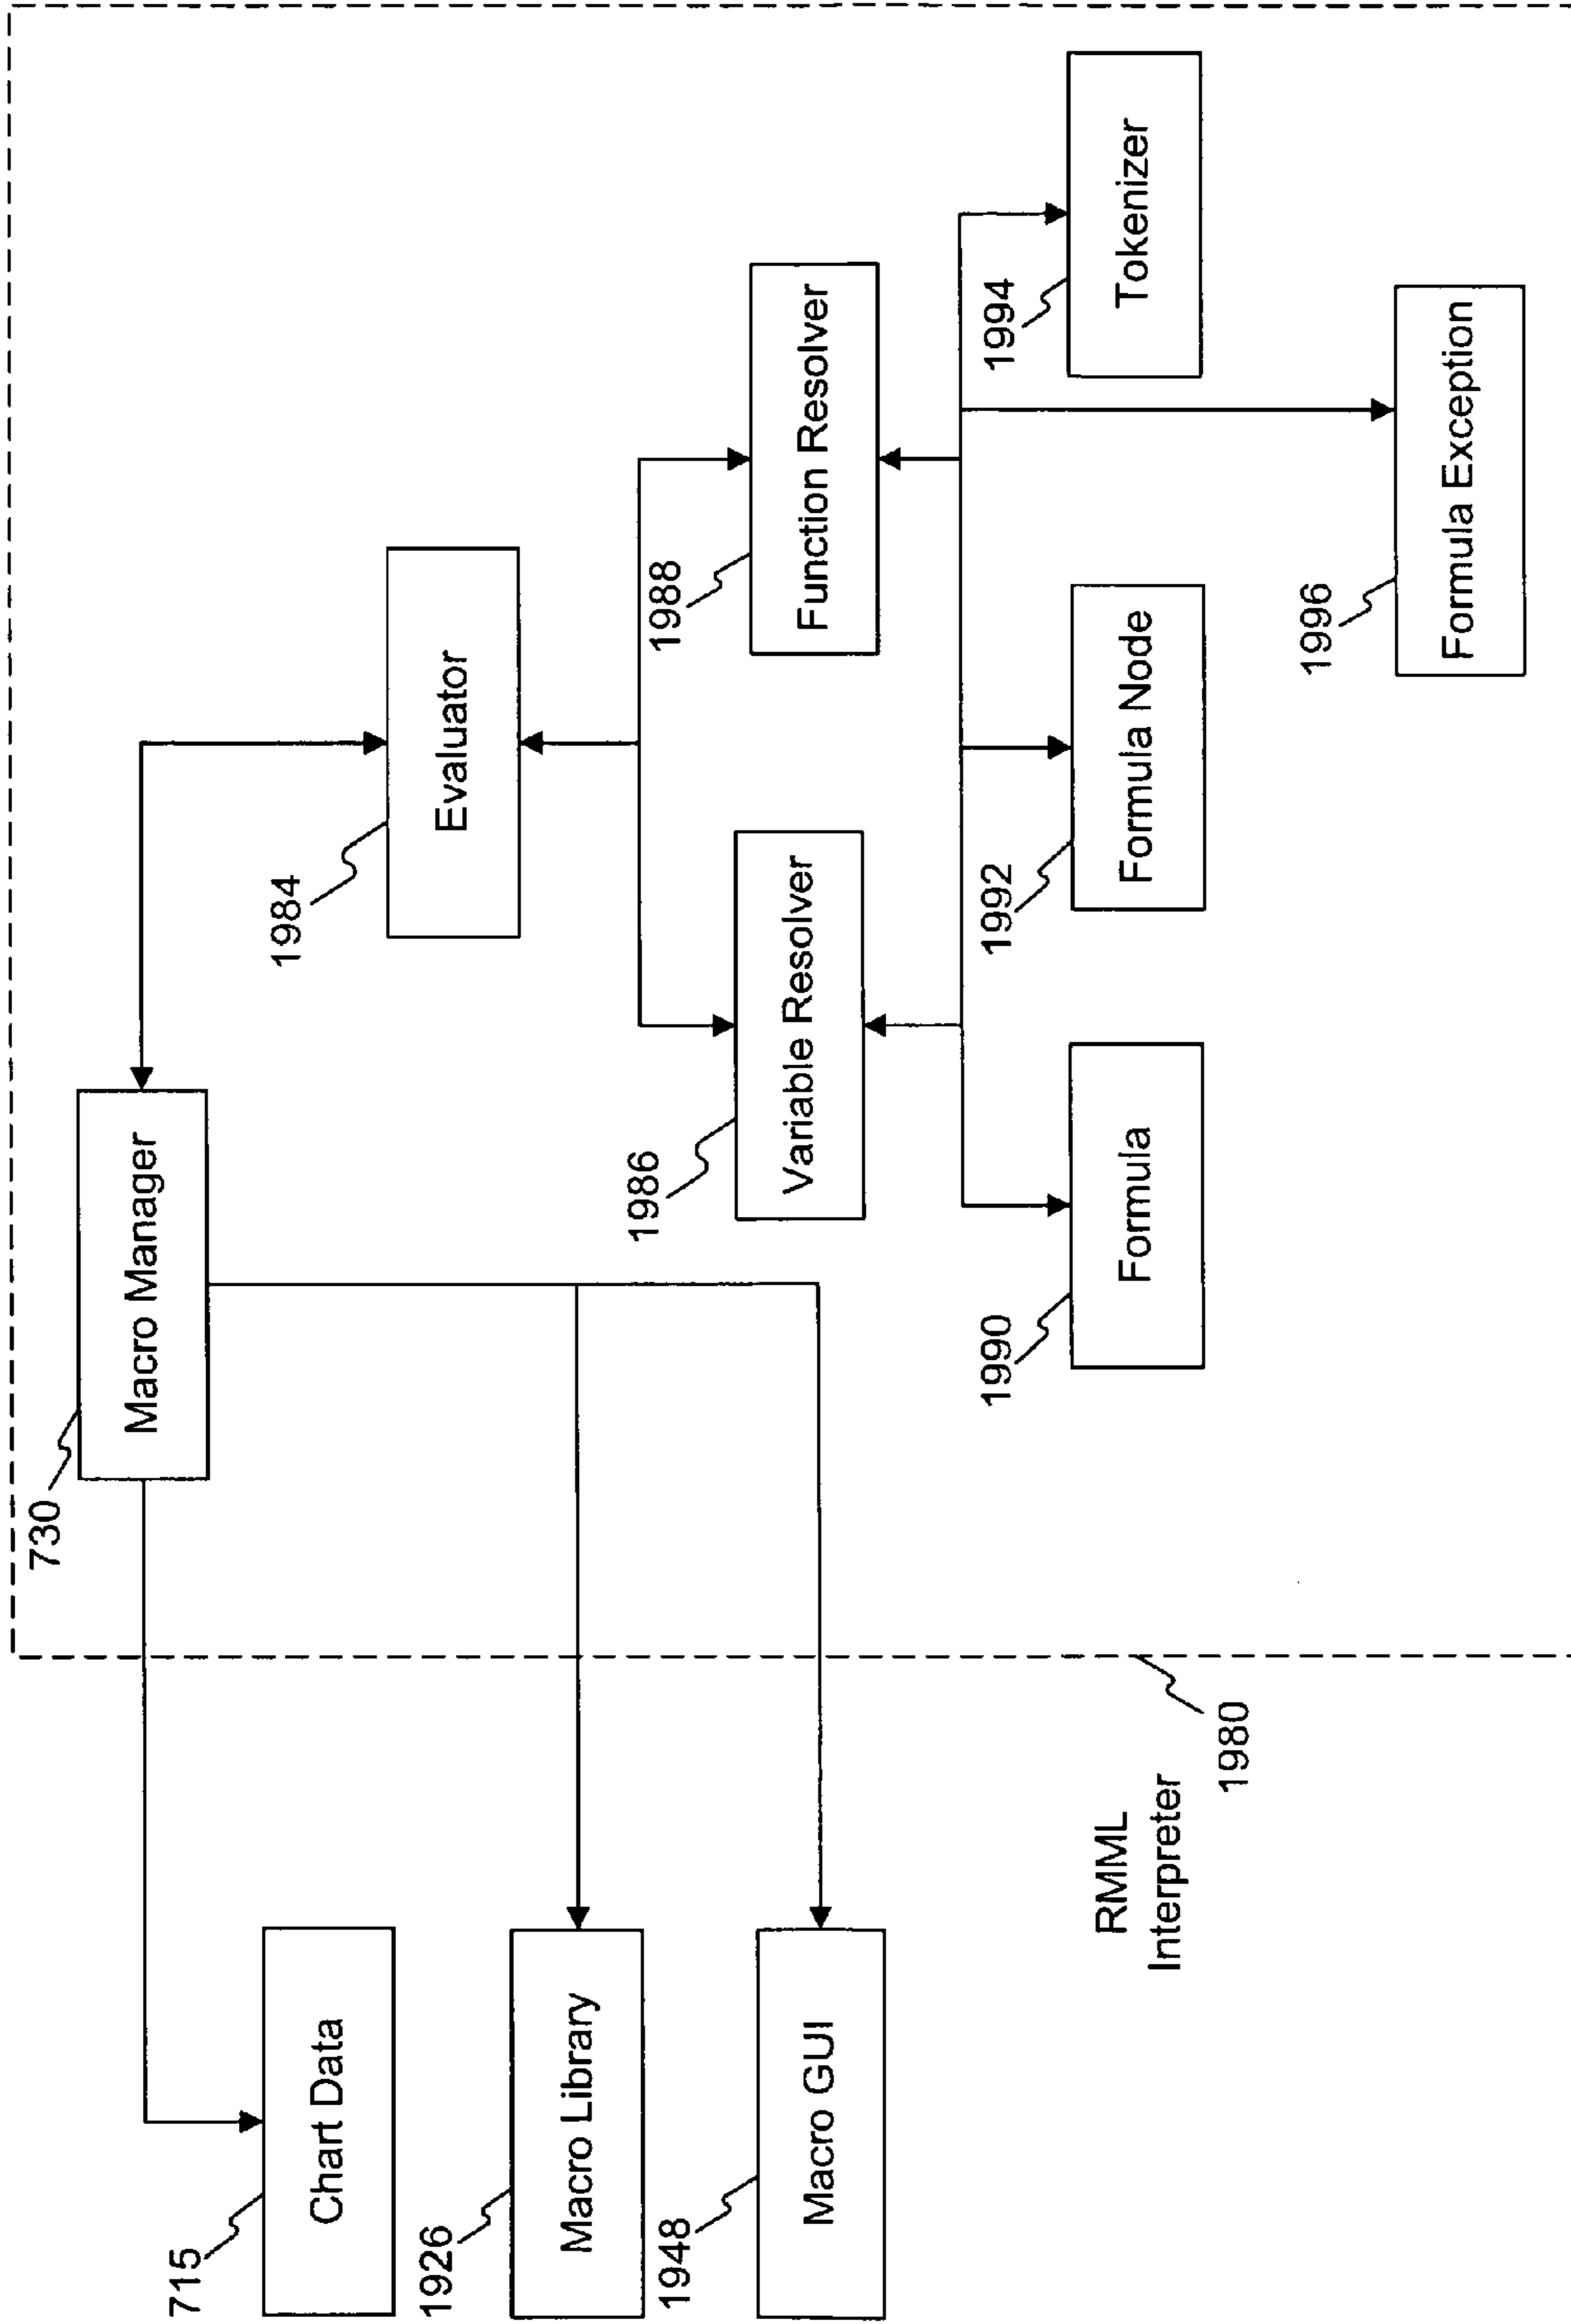 715
Chart Data
1926
Macro Library
1948
Macro GUI
RMML
Interpreter
1980
730
Macro Manager
1984
Evaluator
1986
Variable Resolver
1988
Function Resolver
1990
Formula
1992
Formula Node
1994
Tokenizer
1996
Formula Exception